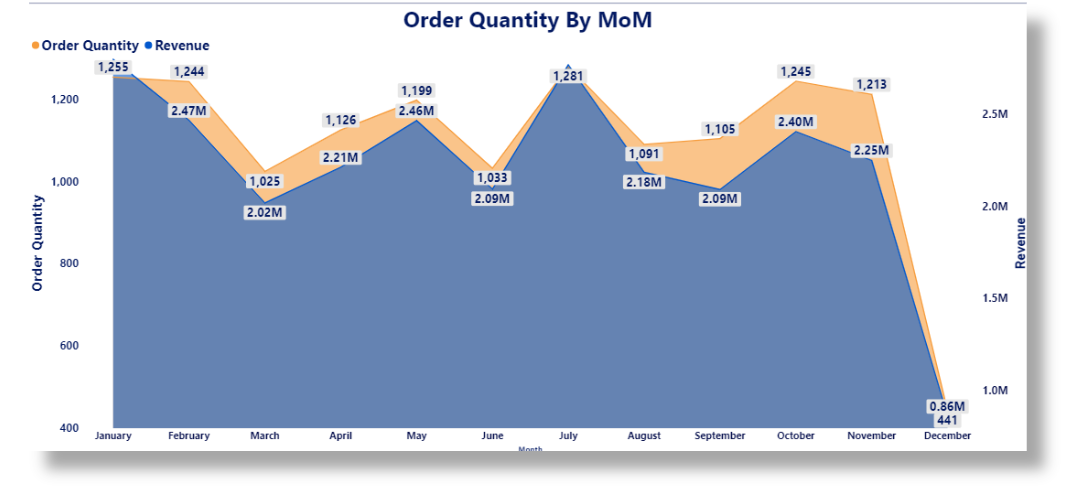 Order Quantity By MoM
Order Quantity Revenue
1,255
1,244
2.47M
1,025
2.02M
1,126
2.21M
1,199
2.46M
1,033
2.09M
1,281
1,091
2.18M
1,105
2.09M
1,245
2.40M
1,213
2.25M
0.86M
441
Order Quantity
1,200
1,000
800
600
400
2.5M
2.0M
1.5M
1.0M
Revenue
January February March April May June July August September October November December
Month